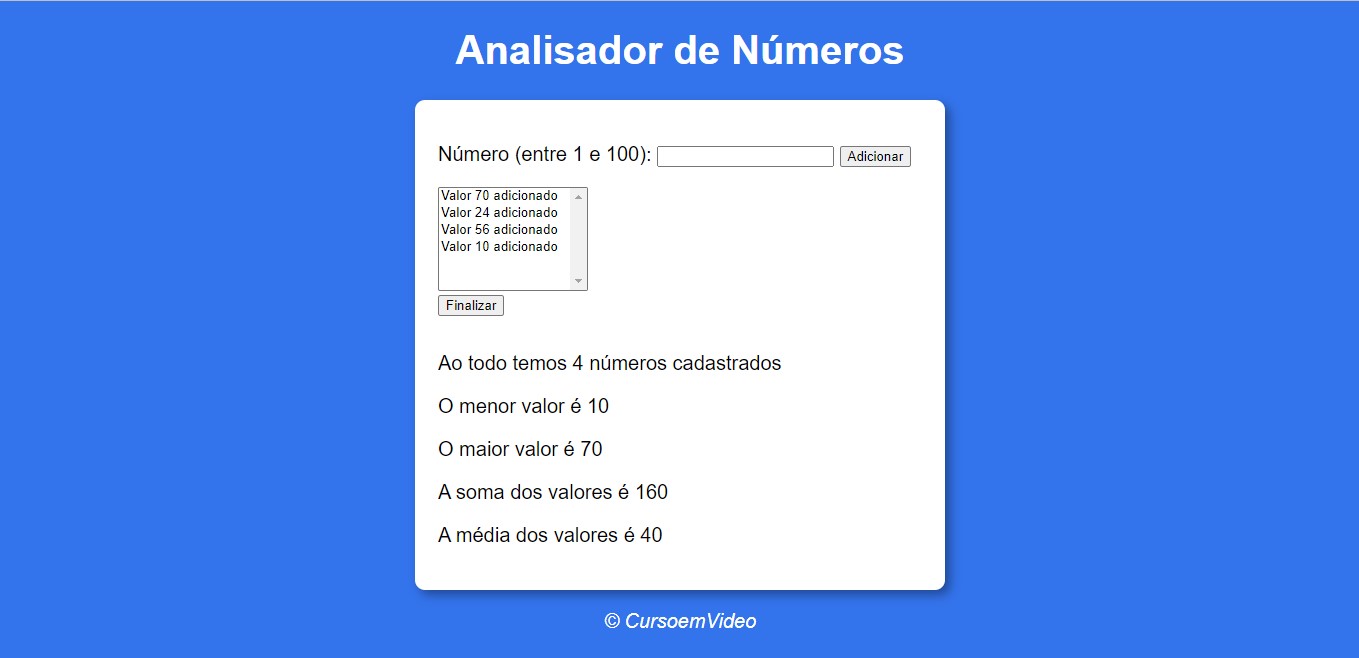 Analisador de Números
Número (entre 1 e 100): Adicionar
Valor 70 adicionado
Valor 24 adicionado
Valor 56 adicionado
Valor 10 adicionado
Finalizar
Ao todo temos 4 números cadastrados
O menor valor é 10
O maior valor é 70
A soma dos valores é 160
A média dos valores é 40
© CursoemVideo